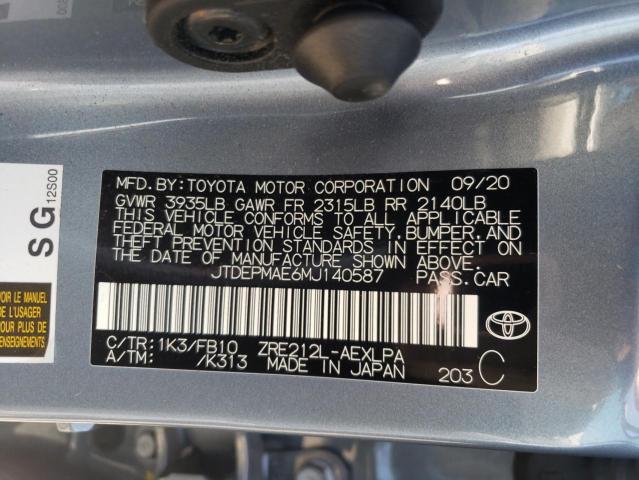 MFD.BY:TOYOTA MOTOR CORPORATION 09/20
GVWR 3935LB GAWR FR 2315LB RR 2140LB
THIS VEHICLE CONFORMS TO ALL APPLICABLE
FEDERAL MOTOR VEHICLE SAFETY,BUMPER, AND
THEFT PREVENTION STANDARDS IN EFFECT ON
THE DATE OF MANUFACTURE SHOWN ABOVE.
JTDEPMAE6MJ140587 PASS.CAR
C/TR:1K3/FB10 ZRE212L-AEXLPA
A/TM: /K313 MADE IN JAPAN 203 C
SG
12S00
VOIR LE MANUEL
DE L'USAGER